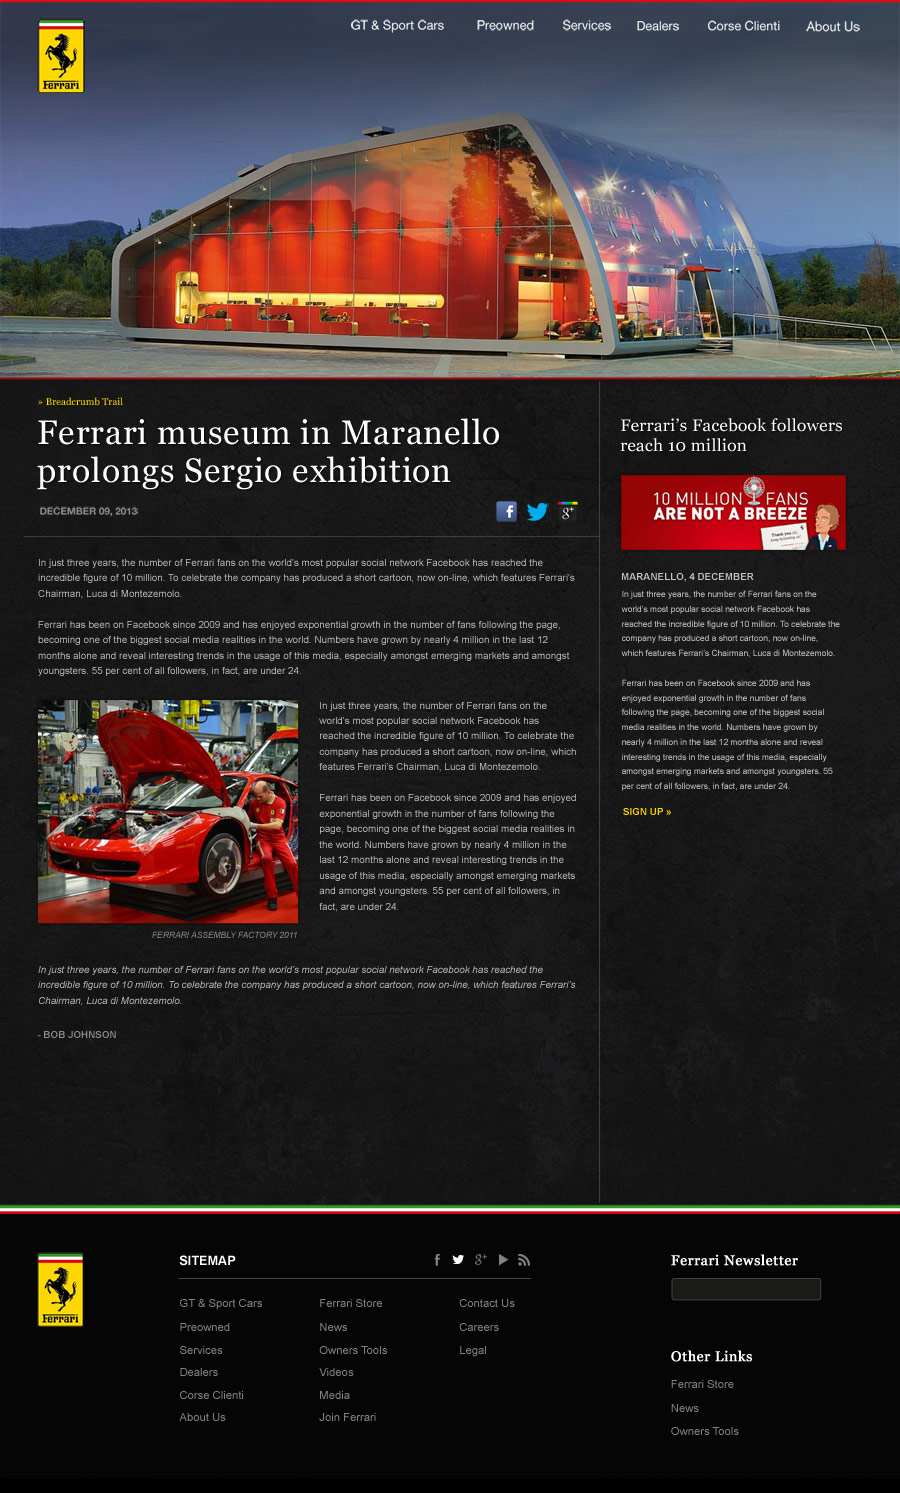 Ferrari
GT & Sport Cars
Preowned
Services
Dealers
Corse Clienti
About Us
Ferrari
» Breadcrumb Trail
Ferrari museum in Maranello
prolongs Sergio exhibition
DECEMBER 09, 2013
f
g+
In just three years, the number of Ferrari fans on the world's most popular social network Facebook has reached the
incredible figure of 10 million. To celebrate the company has produced a short cartoon, now on-line, which features Ferrari's
Chairman, Luca di Montezemolo.
Ferrari has been on Facebook since 2009 and has enjoyed exponential growth in the number of fans following the page,
becoming one of the biggest social media realities in the world. Numbers have grown by nearly 4 million in the last 12
months alone and reveal interesting trends in the usage of this media, especially amongst emerging markets and amongst
youngsters. 55 per cent of all followers, in fact, are under 24.
In just three years, the number of Ferrari fans on the
world's most popular social network Facebook has
reached the incredible figure of 10 million. To celebrate the
company has produced a short cartoon, now on-line, which
features Ferrari's Chairman, Luca di Montezemolo.
Ferrari has been on Facebook since 2009 and has enjoyed
exponential growth in the number of fans following the
page, becoming one of the biggest social media realities in
the world. Numbers have grown by nearly 4 million in the
last 12 months alone and reveal interesting trends in the
usage of this media, especially amongst emerging markets
and amongst youngsters. 55 per cent of all followers, in
fact, are under 24.
FERRARI ASSEMBLY FACTORY 2011
In just three years, the number of Ferrari fans on the world's most popular social network Facebook has reached the
incredible figure of 10 million. To celebrate the company has produced a short cartoon, now on-line, which features Ferrari's
Chairman, Luca di Montezemolo.
- BOB JOHNSON
Ferrari's Facebook followers
reach 10 million
10 MILLION FANS
ARE NOT A BREEZE
Thank you all,
keep following us!
MARANELLO, 4 DECEMBER
In just three years, the number of Ferrari fans on the
world's most popular social network Facebook has
reached the incredible figure of 10 million. To celebrate the
company has produced a short cartoon, now on-line,
which features Ferrari's Chairman, Luca di Montezemolo.
Ferrari has been on Facebook since 2009 and has
enjoyed exponential growth in the number of fans
following the page, becoming one of the biggest social
media realities in the world. Numbers have grown by
nearly 4 million in the last 12 months alone and reveal
interesting trends in the usage of this media, especially
amongst emerging markets and amongst youngsters. 55
per cent of all followers, in fact, are under 24.
SIGN UP »
Ferrari
SITEMAP
f
g+
GT & Sport Cars
Preowned
Services
Dealers
Corse Clienti
About Us
Ferrari Store
News
Owners Tools
Videos
Media
Join Ferrari
Contact Us
Careers
Legal
Ferrari Newsletter
Other Links
Ferrari Store
News
Owners Tools